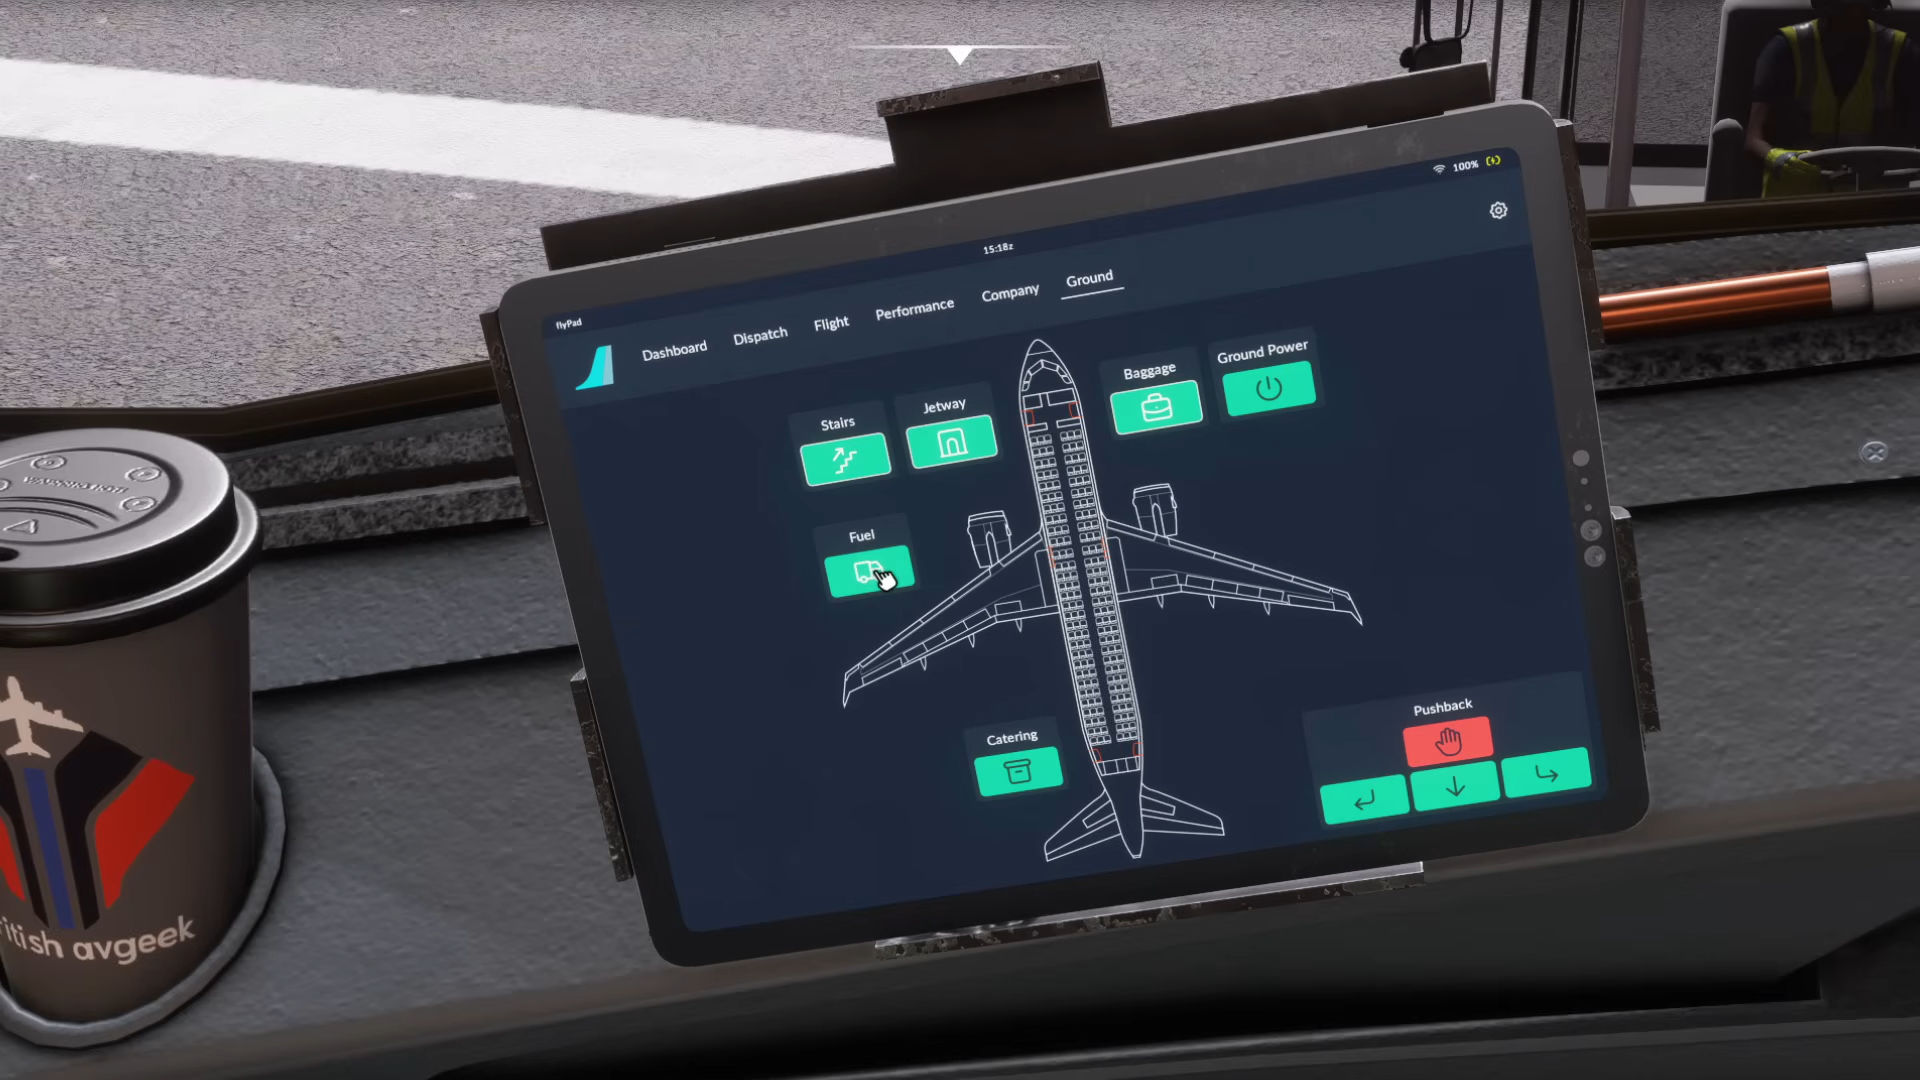 100%
15:18z
flyPad
Dashboard Dispatch Flight Performance Company Ground
Stairs
Jetway
Baggage
Ground Power
Fuel
Catering
Pushback
itish avgeek